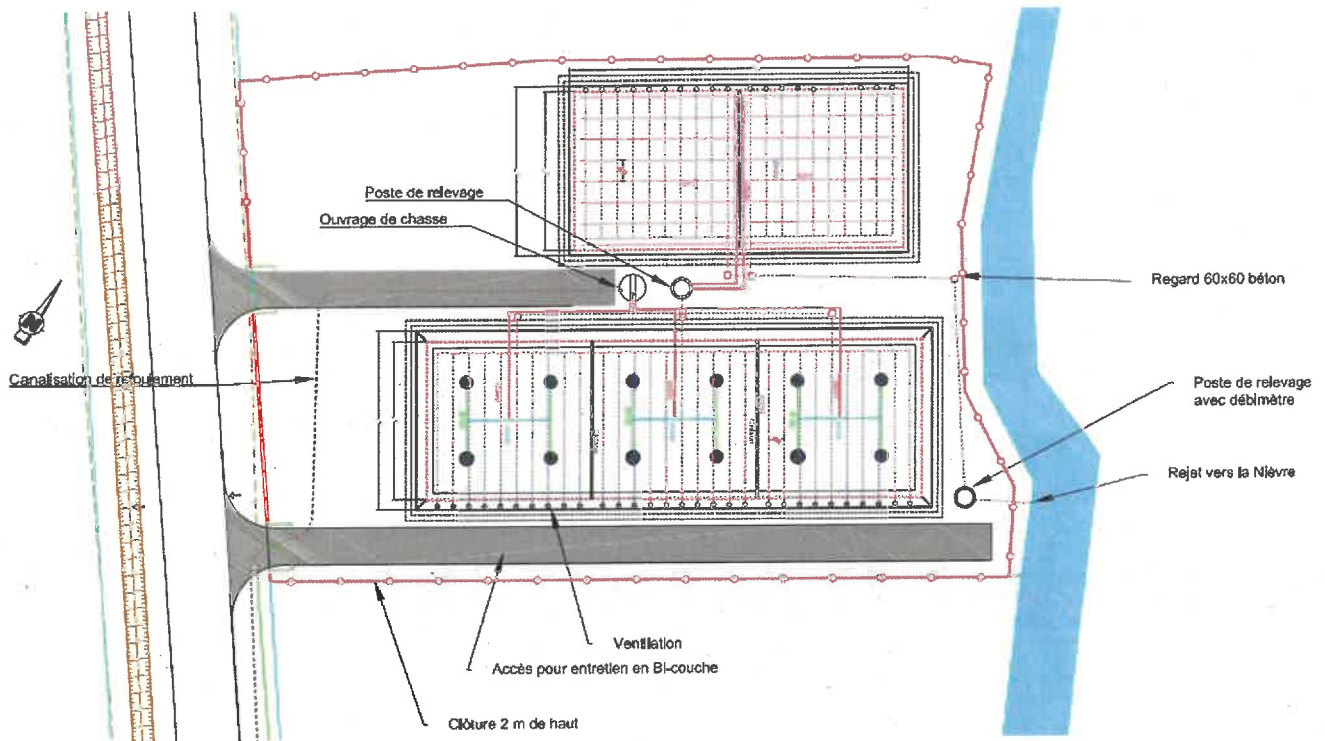 Poste de relevage
Ouvrage de chasse
Regard 60x60 béton
Canalisation de refoulement
Poste de relevage
avec débimètre
Rejet vers la Nièvre
Ventillation
Accès pour entretien en Bi-couche
Clôture 2 m de haut